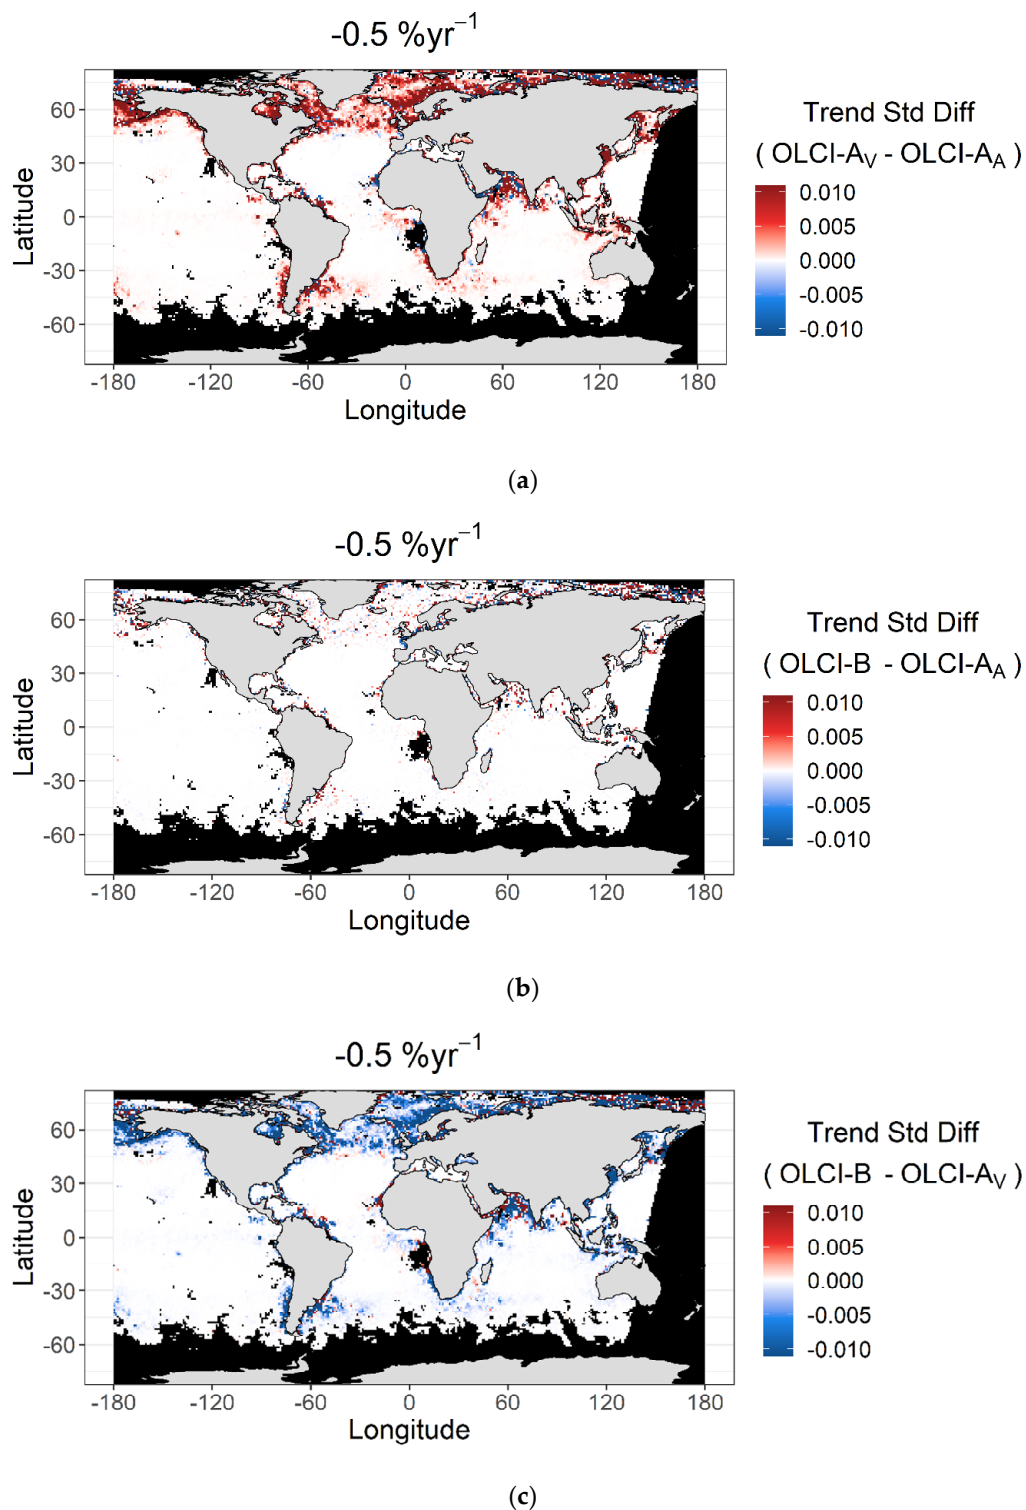 -0.5 %yr⁻¹
60
30
0
-30
-60
Latitude
-180 -120 -60 0 60 120 180
Longitude
Trend Std Diff
( OLCI-A_V - OLCI-A_A )
0.010
0.005
0.000
-0.005
-0.010
(a)
-0.5 %yr⁻¹
60
30
0
-30
-60
Latitude
-180 -120 -60 0 60 120 180
Longitude
Trend Std Diff
( OLCI-B - OLCI-A_A )
0.010
0.005
0.000
-0.005
-0.010
(b)
-0.5 %yr⁻¹
60
30
0
-30
-60
Latitude
-180 -120 -60 0 60 120 180
Longitude
Trend Std Diff
( OLCI-B - OLCI-A_V )
0.010
0.005
0.000
-0.005
-0.010
(c)